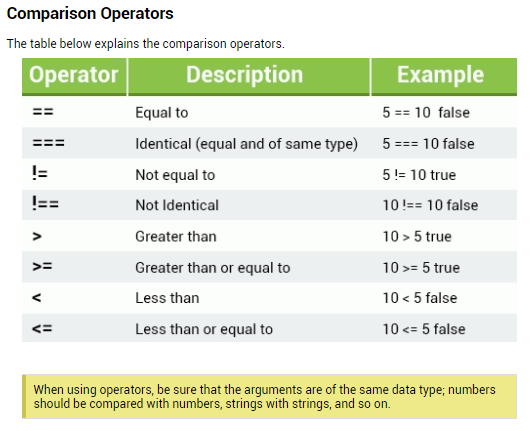 Comparison Operators
The table below explains the comparison operators.
Operator Description Example
== Equal to 5 == 10 false
=== Identical (equal and of same type) 5 === 10 false
!= Not equal to 5 != 10 true
!== Not Identical 10 !== 10 false
> Greater than 10 > 5 true
>= Greater than or equal to 10 >= 5 true
< Less than 10 < 5 false
<= Less than or equal to 10 <= 5 false
When using operators, be sure that the arguments are of the same data type; numbers
should be compared with numbers, strings with strings, and so on.